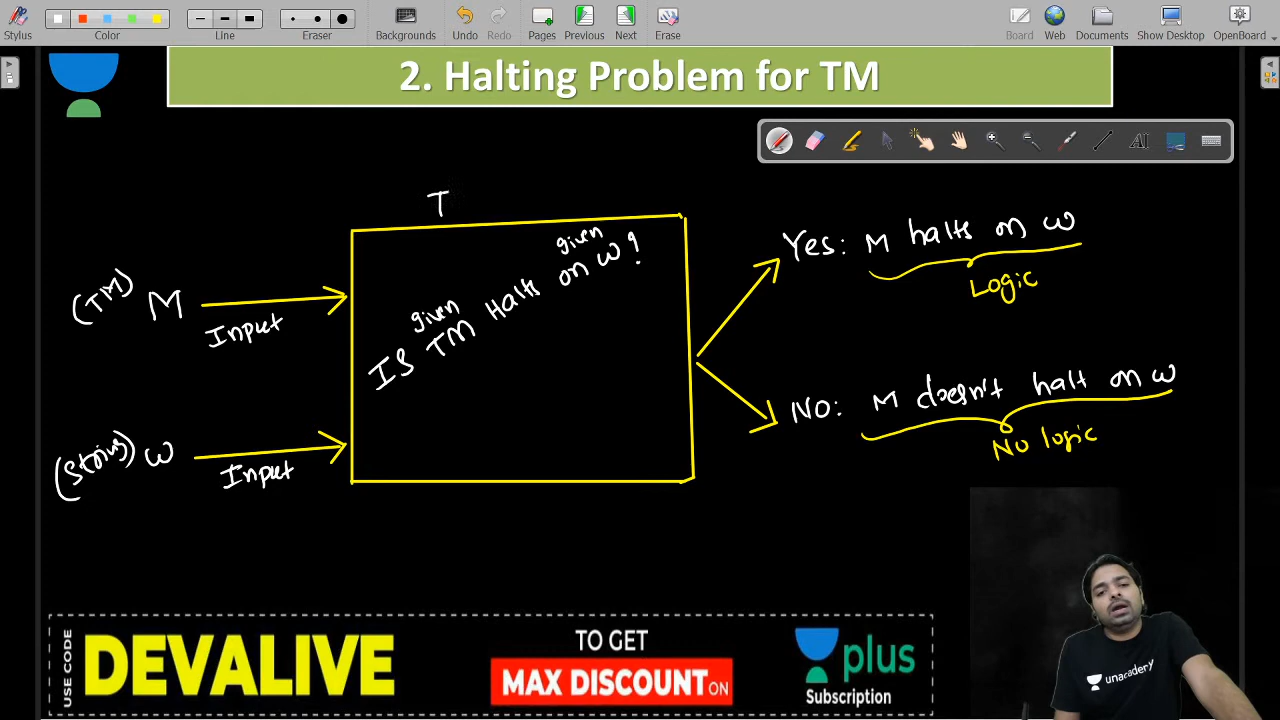 Stylus
Color
Line
Eraser
Backgrounds
Undo
Redo
Pages
Previous
Next
Erase
Board
Web
Documents
Show Desktop
OpenBoard
2. Halting Problem for TM
T
(TM) M
Input
(String) w
Input
Is given TM Halts on given w?
Yes: M halts on w
Logic
NO: M doesn't halt on w
No logic
unacademy
USE CODE
DEVALIVE
TO GET
MAX DISCOUNT ON
plus
Subscription